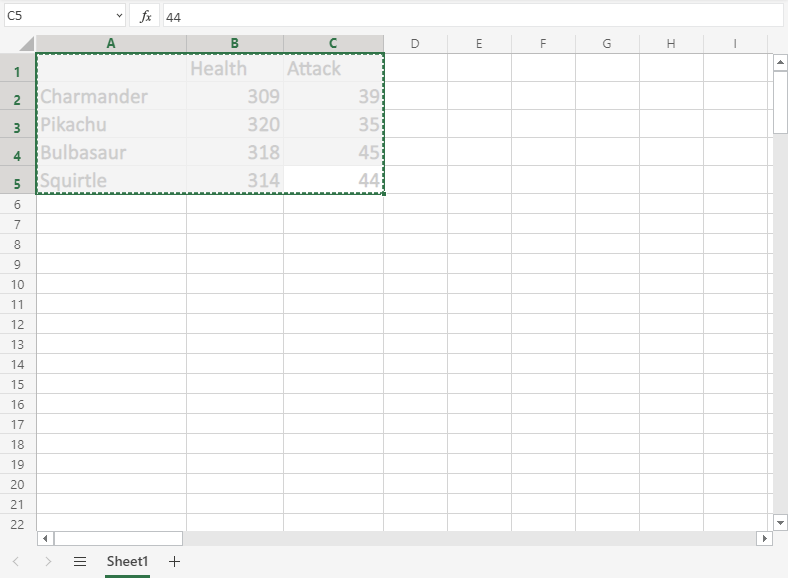 C5 fx 44
A B C D E F G H I
1 Health Attack
2 Charmander 309 39
3 Pikachu 320 35
4 Bulbasaur 318 45
5 Squirtle 314 44
6
7
8
9
10
11
12
13
14
15
16
17
18
19
20
21
22
Sheet1